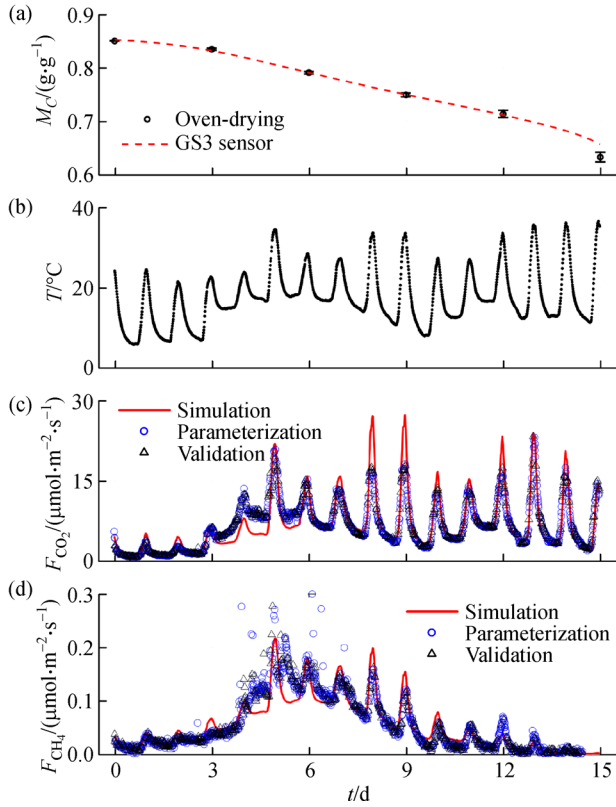 (a)
M_C/(g·g⁻¹)
0.9
0.8
0.7
0.6
Oven-drying
GS3 sensor
(b)
T/°C
40
20
0
(c)
F_CO₂/(μmol·m⁻²·s⁻¹)
30
15
0
Simulation
Parameterization
Validation
(d)
F_CH₄/(μmol·m⁻²·s⁻¹)
0.3
0.2
0.1
0.0
Simulation
Parameterization
Validation
0 3 6 9 12 15
t/d